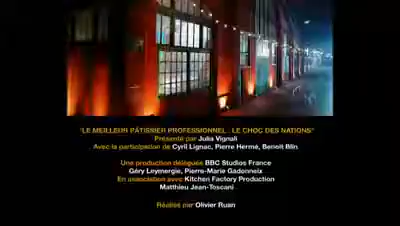 "LE MEILLEUR PÂTISSIER PROFESSIONNEL : LE CHOC DES NATIONS"
Présenté par Julia Vignali
Avec la participation de Cyril Lignac, Pierre Hermé, Benoit Blin
Une production déléguée BBC Studios France
Géry Leymergie, Pierre-Marie Gadonneix
En association avec Kitchen Factory Production
Matthieu Jean-Toscani
Réalisé par Olivier Ruan